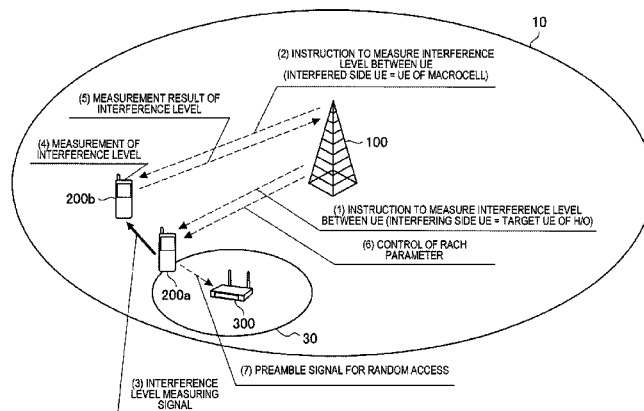 10
(2) INSTRUCTION TO MEASURE INTERFERENCE
LEVEL BETWEEN UE
(INTERFERED SIDE UE = UE OF MACROCELL)
(5) MEASUREMENT RESULT OF
INTERFERENCE LEVEL
(4) MEASUREMENT OF
INTERFERENCE LEVEL
100
200b
(1) INSTRUCTION TO MEASURE INTERFERENCE LEVEL
BETWEEN UE (INTERFERING SIDE UE = TARGET UE OF H/O)
(6) CONTROL OF RACH
PARAMETER
200a
300
30
(7) PREAMBLE SIGNAL FOR RANDOM ACCESS
(3) INTERFERENCE
LEVEL MEASURING
SIGNAL